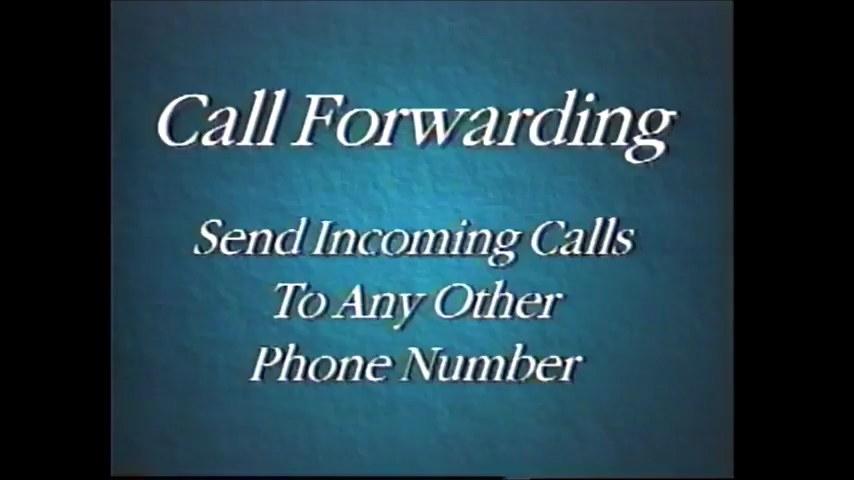 Call Forwarding
Send Incoming Calls
To Any Other
Phone Number